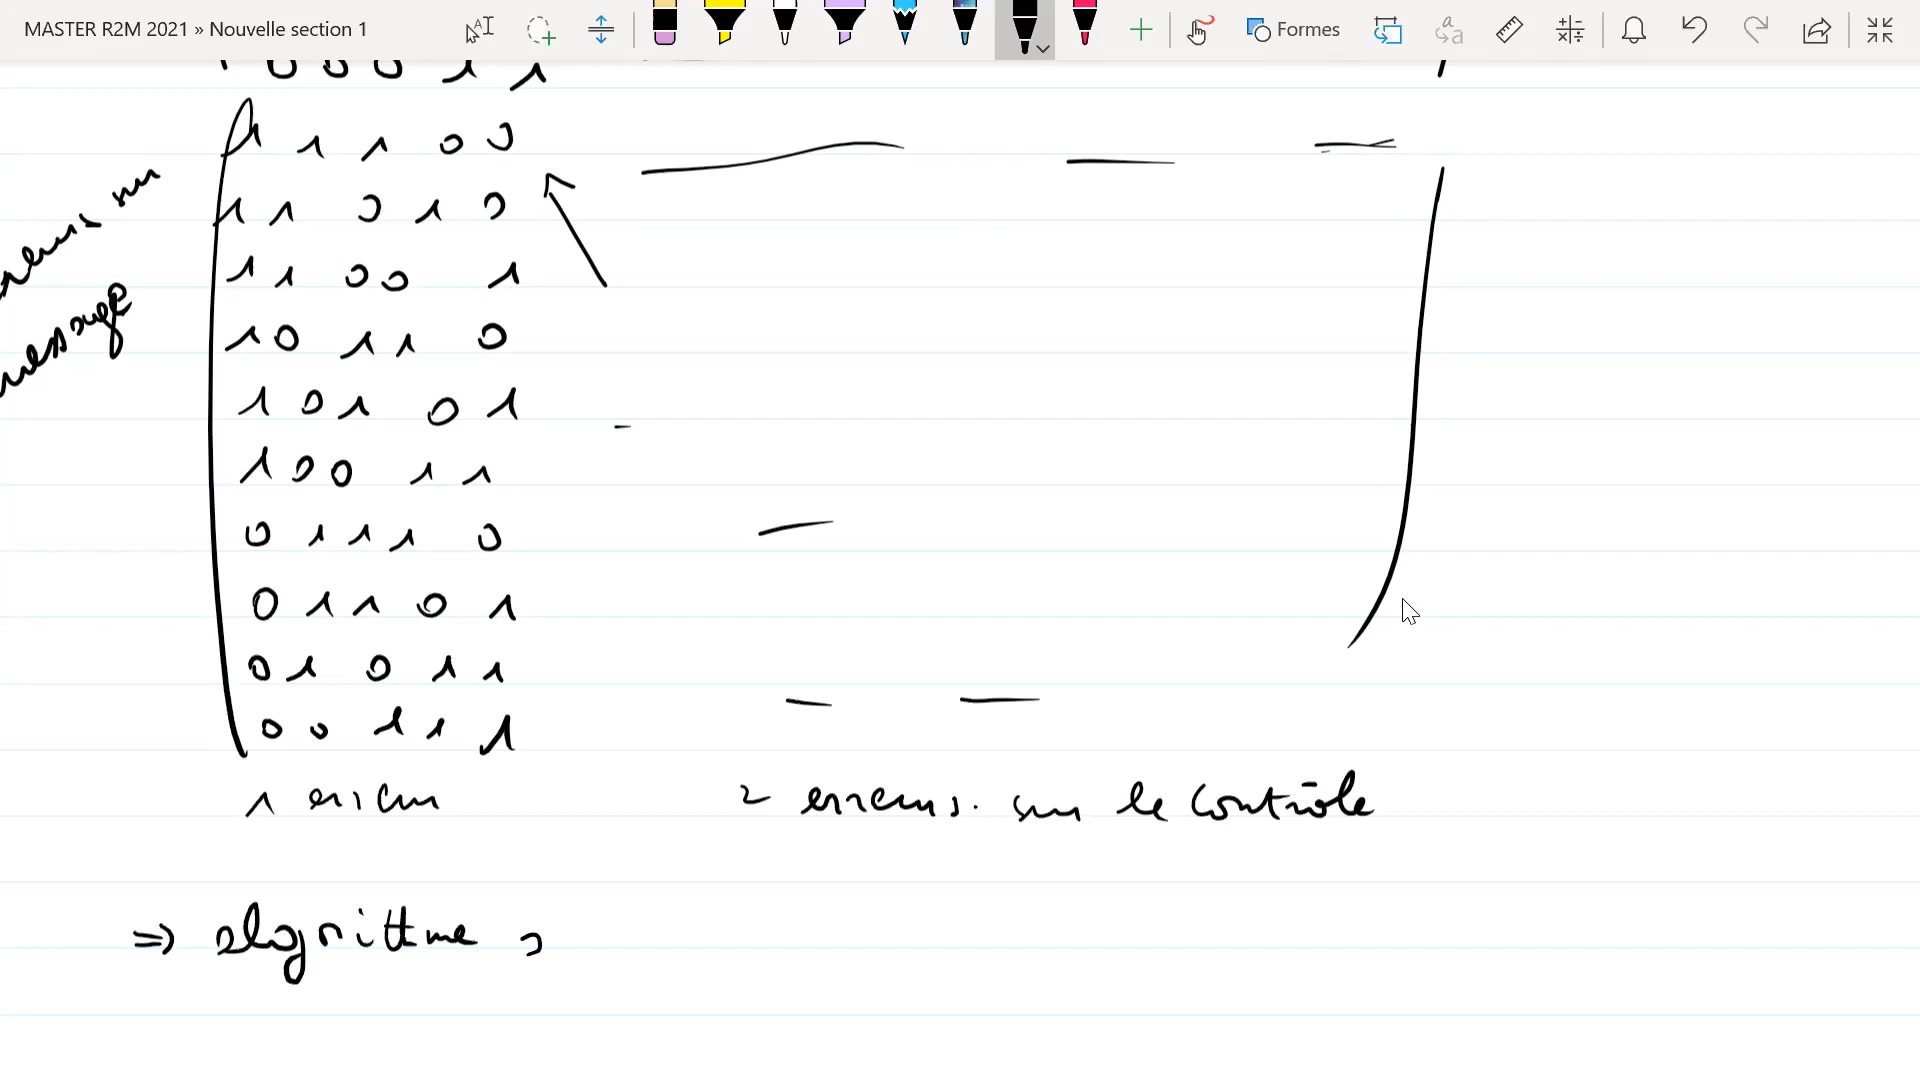 MASTER R2M 2021 » Nouvelle section 1
Formes
1 0 0 0 1 1
1 1 1 0 0
1 1 0 1 0
1 1 0 0 1
1 0 1 1 0
1 0 1 0 1
1 0 0 1 1
0 1 1 1 0
0 1 1 0 1
0 1 0 1 1
0 0 1 1 1
sur
message
1 erreur
2 erreurs. sur le contrôle
=> algorithme